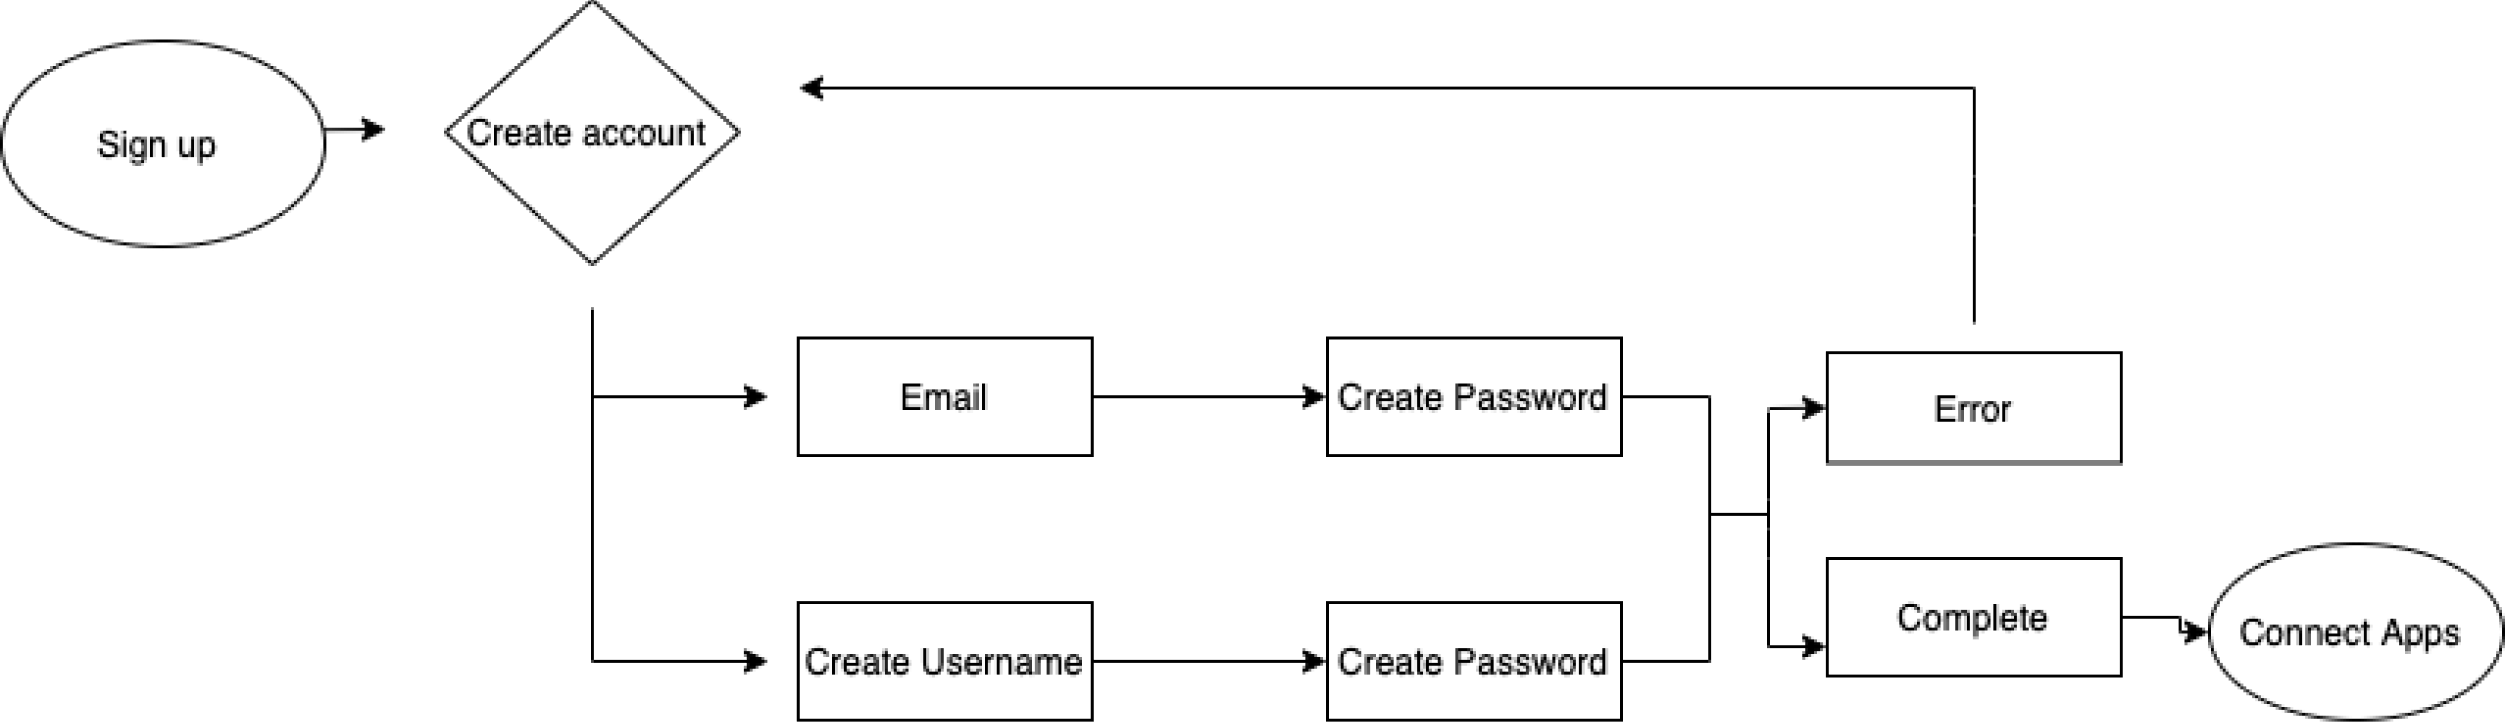 Sign up
Create account
Email
Create Password
Error
Create Username
Create Password
Complete
Connect Apps